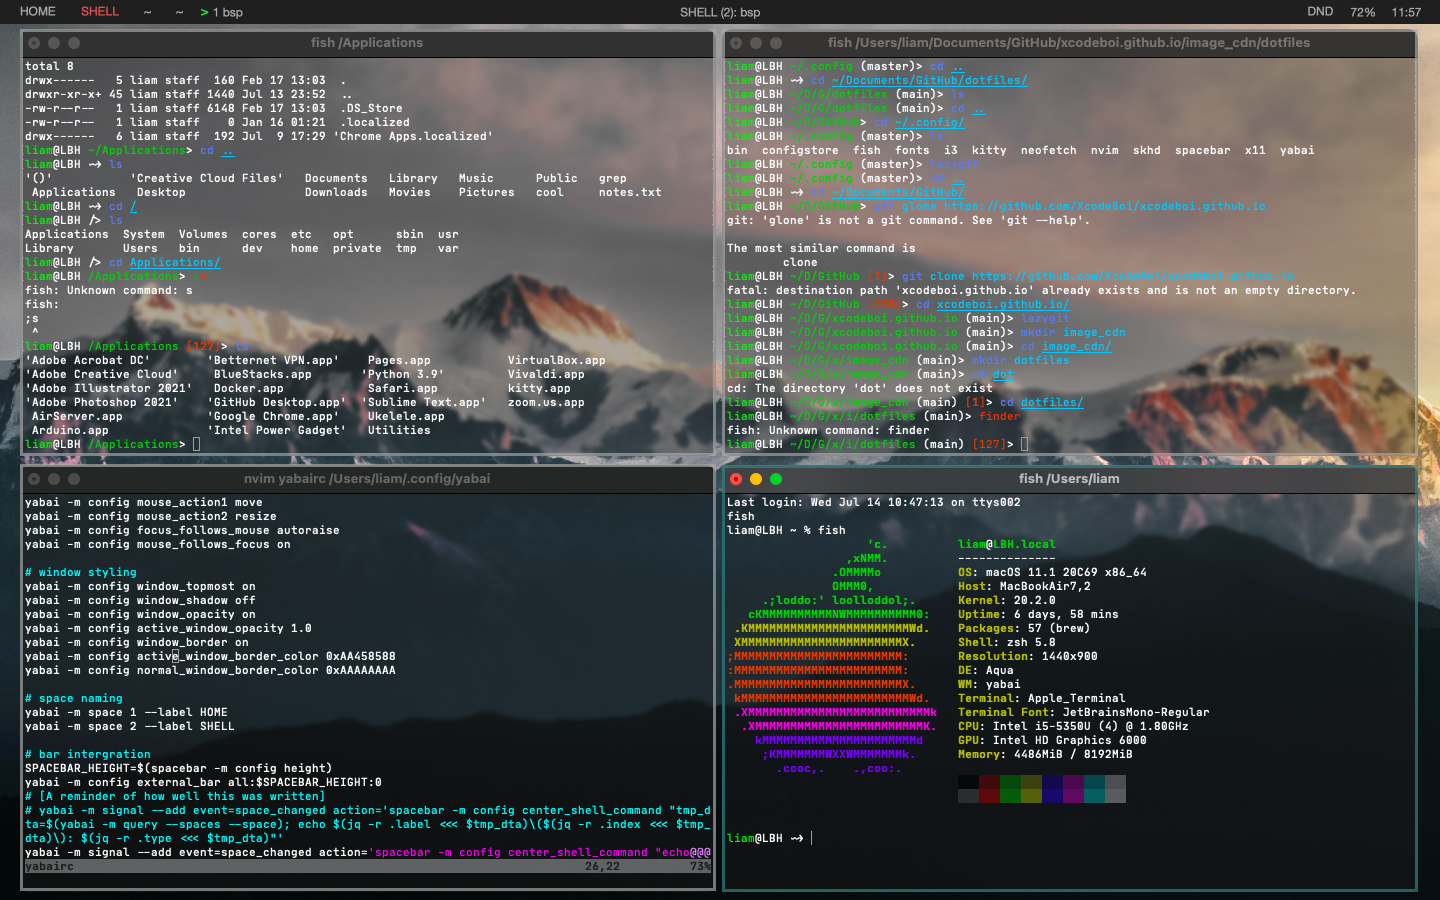 HOME SHELL ~ ~ > 1 bsp
SHELL (2): bsp
DND 72% 11:57
fish /Applications
total 8
drwx------   5 liam staff  160 Feb 17 13:03  .
drwxr-xr-x+ 45 liam staff 1440 Jul 13 23:52  ..
-rw-r--r--   1 liam staff 6148 Feb 17 13:03  .DS_Store
-rw-r--r--   1 liam staff    0 Jan 16 01:21  .localized
drwx------   6 liam staff  192 Jul  9 17:29 'Chrome Apps.localized'
liam@LBH ~/Applications> cd ..
liam@LBH ~> ls
'()'          'Creative Cloud Files'   Documents   Library   Music       Public   grep
 Applications   Desktop                 Downloads   Movies    Pictures   cool     notes.txt
liam@LBH ~> cd /
liam@LBH /> ls
Applications  System  Volumes  cores  etc   opt      sbin  usr
Library       Users   bin      dev    home  private  tmp   var
liam@LBH /> cd Applications/
liam@LBH /Applications>
fish: Unknown command: s
fish:
;s
 ^
liam@LBH /Applications [127]> ls
'Adobe Acrobat DC'        'Betternet VPN.app'    Pages.app           VirtualBox.app
'Adobe Creative Cloud'     BlueStacks.app       'Python 3.9'         Vivaldi.app
'Adobe Illustrator 2021'   Docker.app            Safari.app          kitty.app
'Adobe Photoshop 2021'    'GitHub Desktop.app'  'Sublime Text.app'   zoom.us.app
 AirServer.app            'Google Chrome.app'    Ukelele.app
 Arduino.app              'Intel Power Gadget'   Utilities
liam@LBH /Applications>
fish /Users/liam/Documents/GitHub/xcodeboi.github.io/image_cdn/dotfiles
liam@LBH ~/.config (master)> cd ..
liam@LBH ~> cd ~/Documents/GitHub/dotfiles/
liam@LBH ~/D/G/dotfiles (main)> ls
liam@LBH ~/D/G/dotfiles (main)> cd ..
liam@LBH ~/D/GitHub> cd ~/.config/
liam@LBH ~/.config (master)> ls
bin  configstore  fish  fonts  i3  kitty  neofetch  nvim  skhd  spacebar  x11  yabai
liam@LBH ~/.config (master)> lazygit
liam@LBH ~/.config (master)> cd ..
liam@LBH ~> cd ~/Documents/GitHub/
liam@LBH ~/D/GitHub> git glone https://github.com/XcodeBoi/xcodeboi.github.io
git: 'glone' is not a git command. See 'git --help'.
The most similar command is
        clone
liam@LBH ~/D/GitHub [1]> git clone https://github.com/XcodeBoi/xcodeboi.github.io
fatal: destination path 'xcodeboi.github.io' already exists and is not an empty directory.
liam@LBH ~/D/GitHub [128]> cd xcodeboi.github.io/
liam@LBH ~/D/G/xcodeboi.github.io (main)> lazygit
liam@LBH ~/D/G/xcodeboi.github.io (main)> mkdir image_cdn
liam@LBH ~/D/G/xcodeboi.github.io (main)> cd image_cdn/
liam@LBH ~/D/G/x/image_cdn (main)> mkdir dotfiles
liam@LBH ~/D/G/x/image_cdn (main)> cd dot
cd: The directory 'dot' does not exist
liam@LBH ~/D/G/x/image_cdn (main) [1]> cd dotfiles/
liam@LBH ~/D/G/x/i/dotfiles (main)> finder
fish: Unknown command: finder
liam@LBH ~/D/G/x/i/dotfiles (main) [127]>
nvim yabairc /Users/liam/.config/yabai
yabai -m config mouse_action1 move
yabai -m config mouse_action2 resize
yabai -m config focus_follows_mouse autoraise
yabai -m config mouse_follows_focus on
# window styling
yabai -m config window_topmost on
yabai -m config window_shadow off
yabai -m config window_opacity on
yabai -m config active_window_opacity 1.0
yabai -m config window_border on
yabai -m config active_window_border_color 0xAA458588
yabai -m config normal_window_border_color 0xAAAAAAAA
# space naming
yabai -m space 1 --label HOME
yabai -m space 2 --label SHELL
# bar intergration
SPACEBAR_HEIGHT=$(spacebar -m config height)
yabai -m config external_bar all:$SPACEBAR_HEIGHT:0
# [A reminder of how well this was written]
# yabai -m signal --add event=space_changed action='spacebar -m config center_shell_command "tmp_d
ta=$(yabai -m query --spaces --space); echo $(jq -r .label <<< $tmp_dta)\($(jq -r .index <<< $tmp_
dta)\): $(jq -r .type <<< $tmp_dta)"'
yabai -m signal --add event=space_changed action='spacebar -m config center_shell_command "echo@@@
yabairc 26,22 73%
fish /Users/liam
Last login: Wed Jul 14 10:47:13 on ttys002
fish
liam@LBH ~ % fish
                    'c.          liam@LBH.local
                 ,xNMM.          --------------
               .OMMMMo           OS: macOS 11.1 20C69 x86_64
               OMMM0,            Host: MacBookAir7,2
     .;loddo:' loolloddol;.      Kernel: 20.2.0
   cKMMMMMMMMMMNWMMMMMMMMMM0:    Uptime: 6 days, 58 mins
 .KMMMMMMMMMMMMMMMMMMMMMMMWd.    Packages: 57 (brew)
 XMMMMMMMMMMMMMMMMMMMMMMMX.      Shell: zsh 5.8
;MMMMMMMMMMMMMMMMMMMMMMMM:       Resolution: 1440x900
:MMMMMMMMMMMMMMMMMMMMMMMM:       DE: Aqua
.MMMMMMMMMMMMMMMMMMMMMMMMX.      WM: yabai
 kMMMMMMMMMMMMMMMMMMMMMMMMWd.    Terminal: Apple_Terminal
 .XMMMMMMMMMMMMMMMMMMMMMMMMMMk   Terminal Font: JetBrainsMono-Regular
  .XMMMMMMMMMMMMMMMMMMMMMMMMK.   CPU: Intel i5-5350U (4) @ 1.80GHz
    kMMMMMMMMMMMMMMMMMMMMMMd     GPU: Intel HD Graphics 6000
     ;KMMMMMMMWXXWMMMMMMMk.      Memory: 4486MiB / 8192MiB
       .cooc,.    .,coo:.
liam@LBH ~>